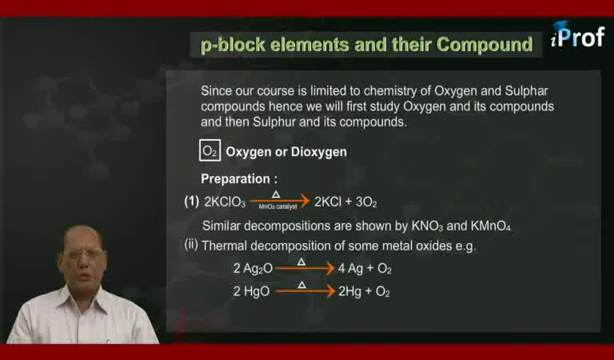 p-block elements and their Compound
iProf
Since our course is limited to chemistry of Oxygen and Sulphar
compounds hence we will first study Oxygen and its compounds
and then Sulphur and its compounds.
O₂ Oxygen or Dioxygen
Preparation :
(1) 2KClO₃ Δ MnO₂ catalyst → 2KCl + 3O₂
Similar decompositions are shown by KNO₃ and KMnO₄
(ii) Thermal decomposition of some metal oxides e.g.
2 Ag₂O Δ → 4 Ag + O₂
2 HgO Δ → 2Hg + O₂